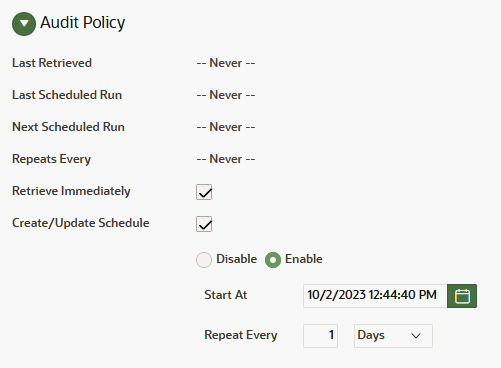 Audit Policy
Last Retrieved -- Never --
Last Scheduled Run -- Never --
Next Scheduled Run -- Never --
Repeats Every -- Never --
Retrieve Immediately
Create/Update Schedule
Disable Enable
Start At 10/2/2023 12:44:40 PM
Repeat Every 1 Days